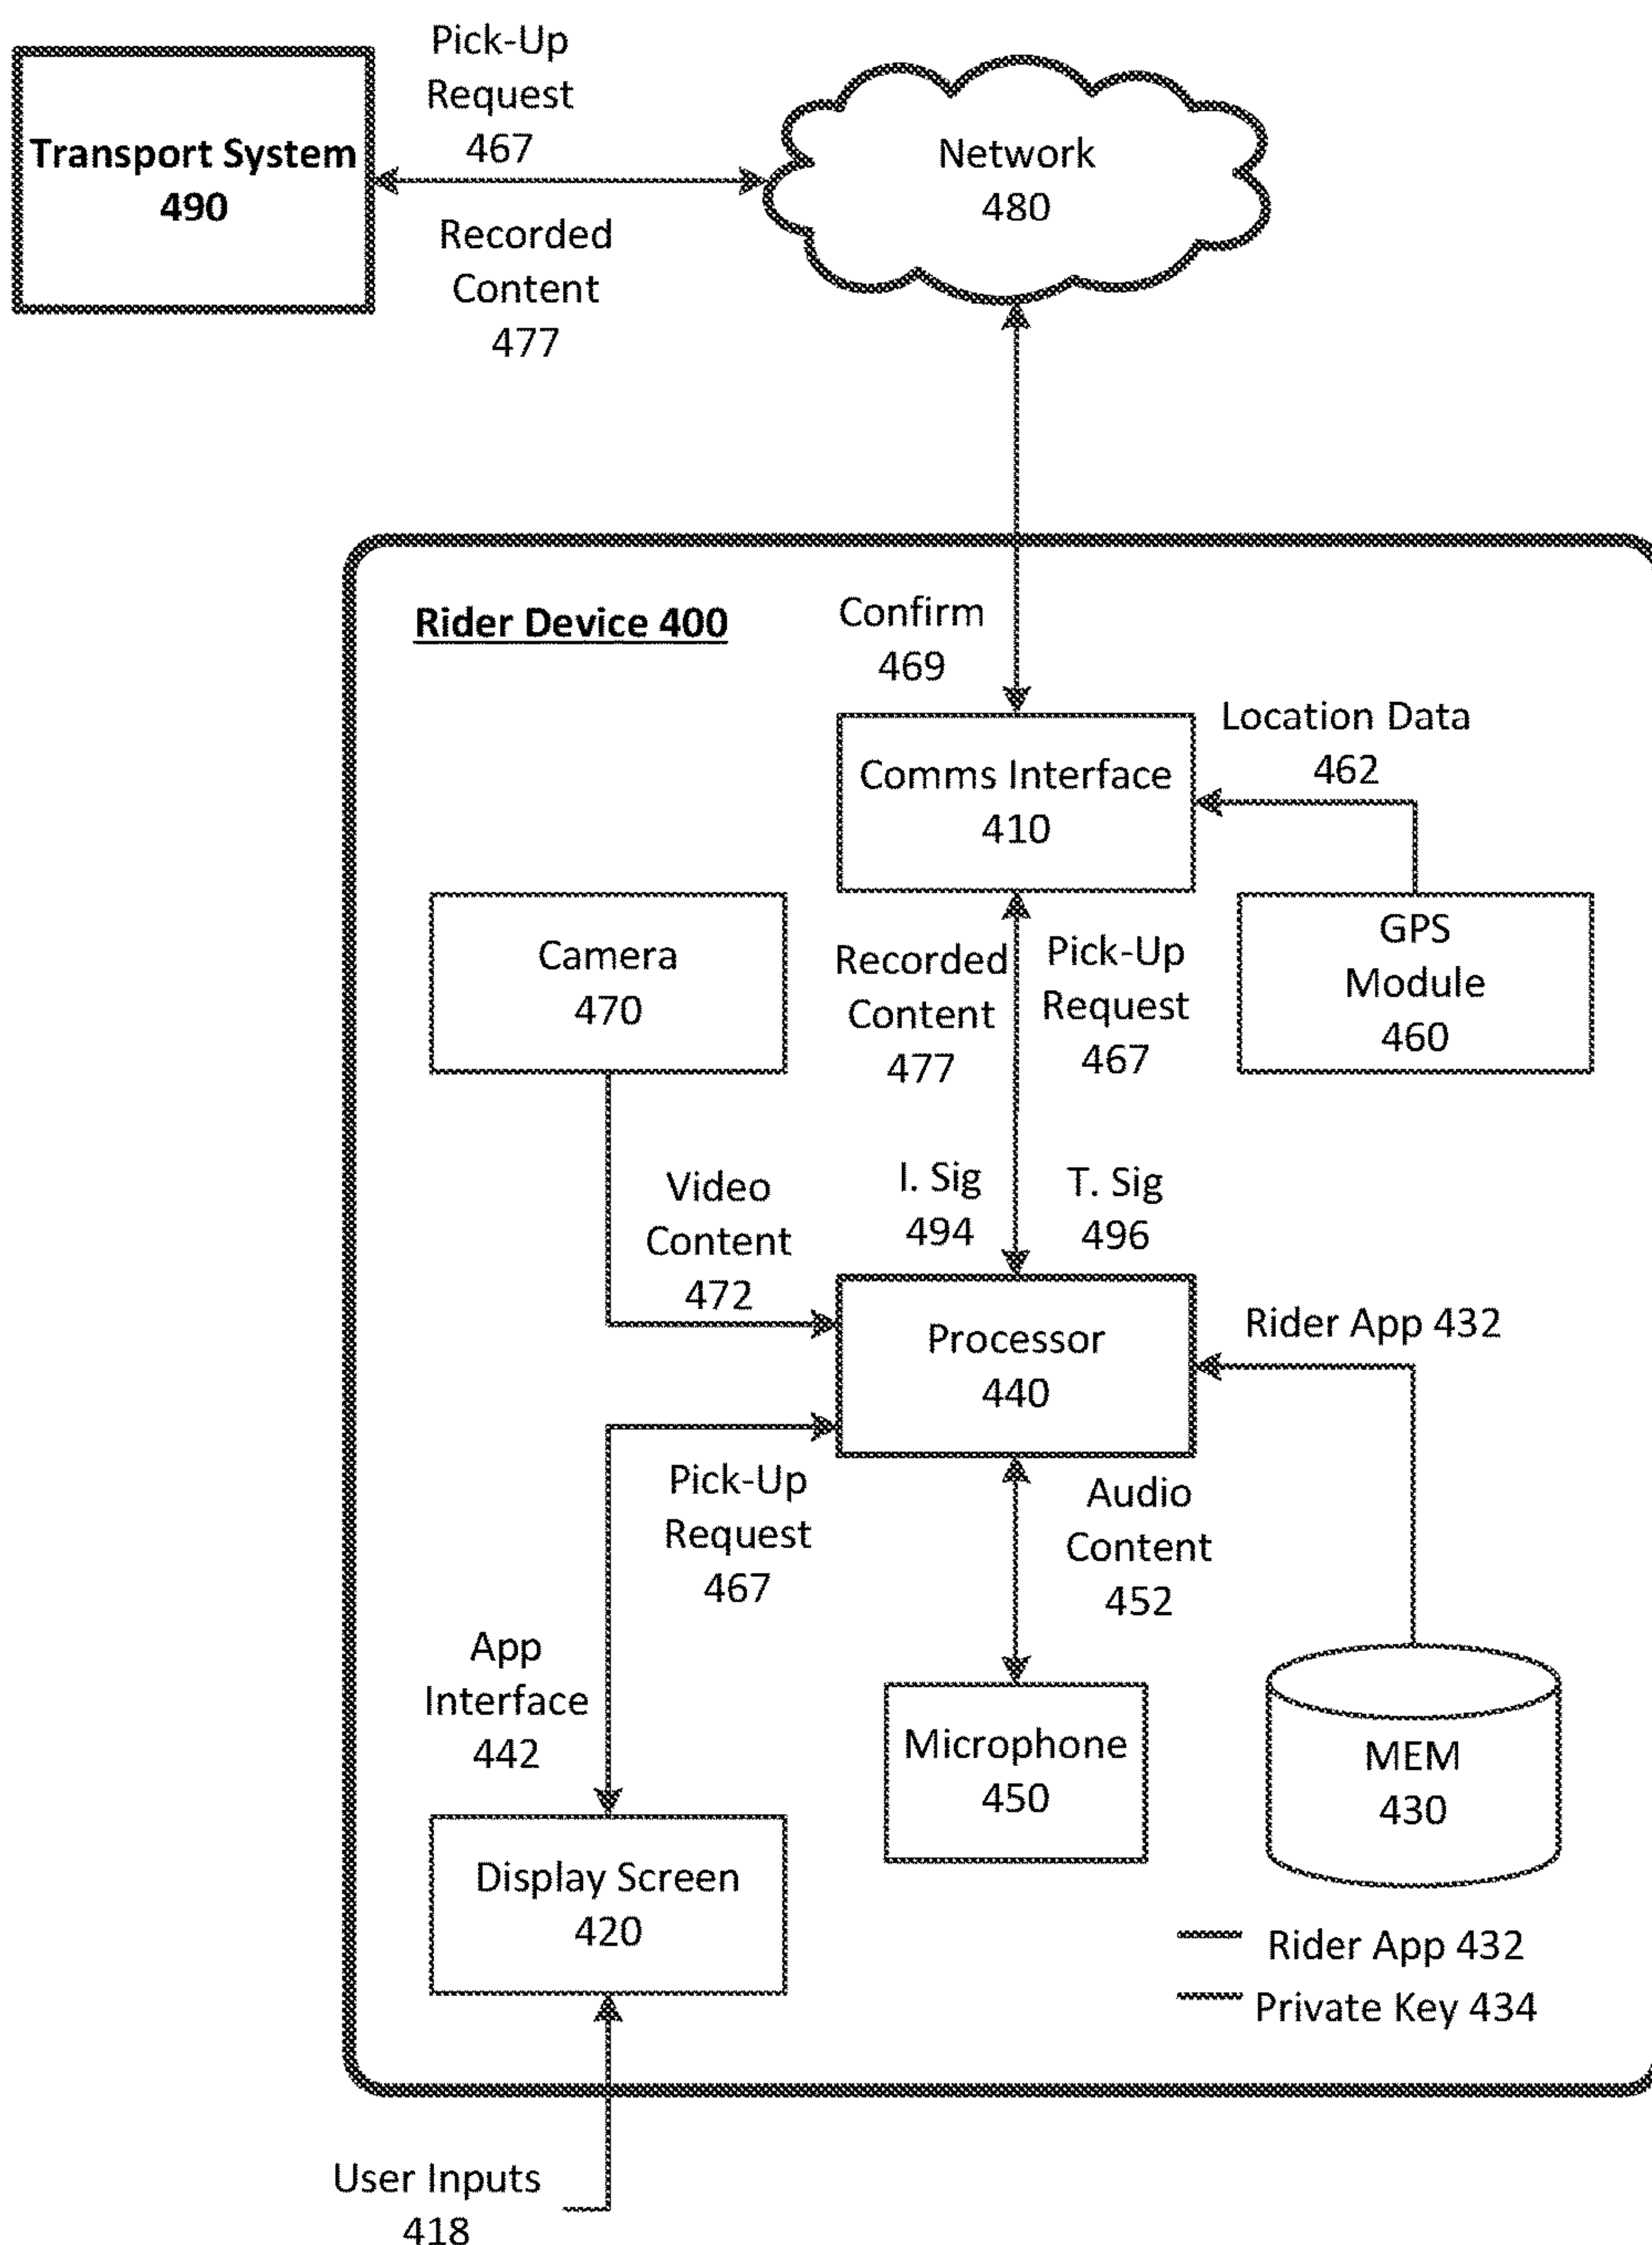 Pick-Up
Request
467
Transport System
490
Recorded
Content
477
Network
480
Rider Device 400
Confirm
469
Comms Interface
410
Location Data
462
Camera
470
Recorded
Content
477
Pick-Up
Request
467
GPS
Module
460
I. Sig
494
T. Sig
496
Video
Content
472
Processor
440
Rider App 432
Pick-Up
Request
467
Audio
Content
452
App
Interface
442
Microphone
450
MEM
430
Display Screen
420
Rider App 432
Private Key 434
User Inputs
418